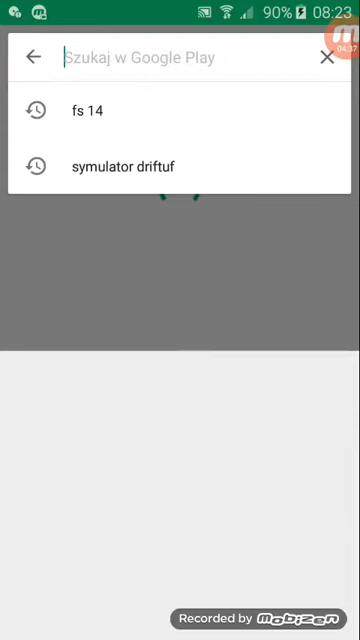 90% 08:23
04:37
Szukaj w Google Play
fs 14
symulator driftuf
Recorded by mobizen